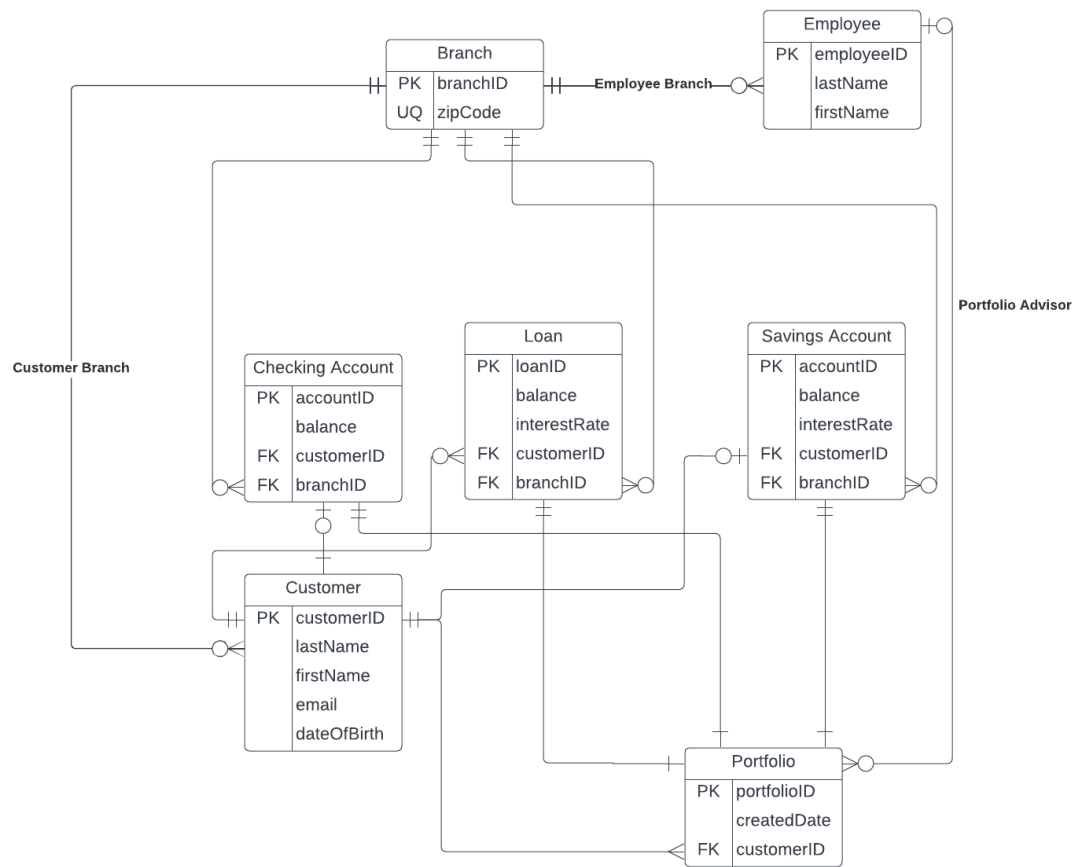 Employee
PK employeeID
lastName
firstName
Branch
PK branchID
UQ zipCode
Employee Branch
Portfolio Advisor
Customer Branch
Checking Account
PK accountID
balance
FK customerID
FK branchID
Loan
PK loanID
balance
interestRate
FK customerID
FK branchID
Savings Account
PK accountID
balance
interestRate
FK customerID
FK branchID
Customer
PK customerID
lastName
firstName
email
dateOfBirth
Portfolio
PK portfolioID
createdDate
FK customerID